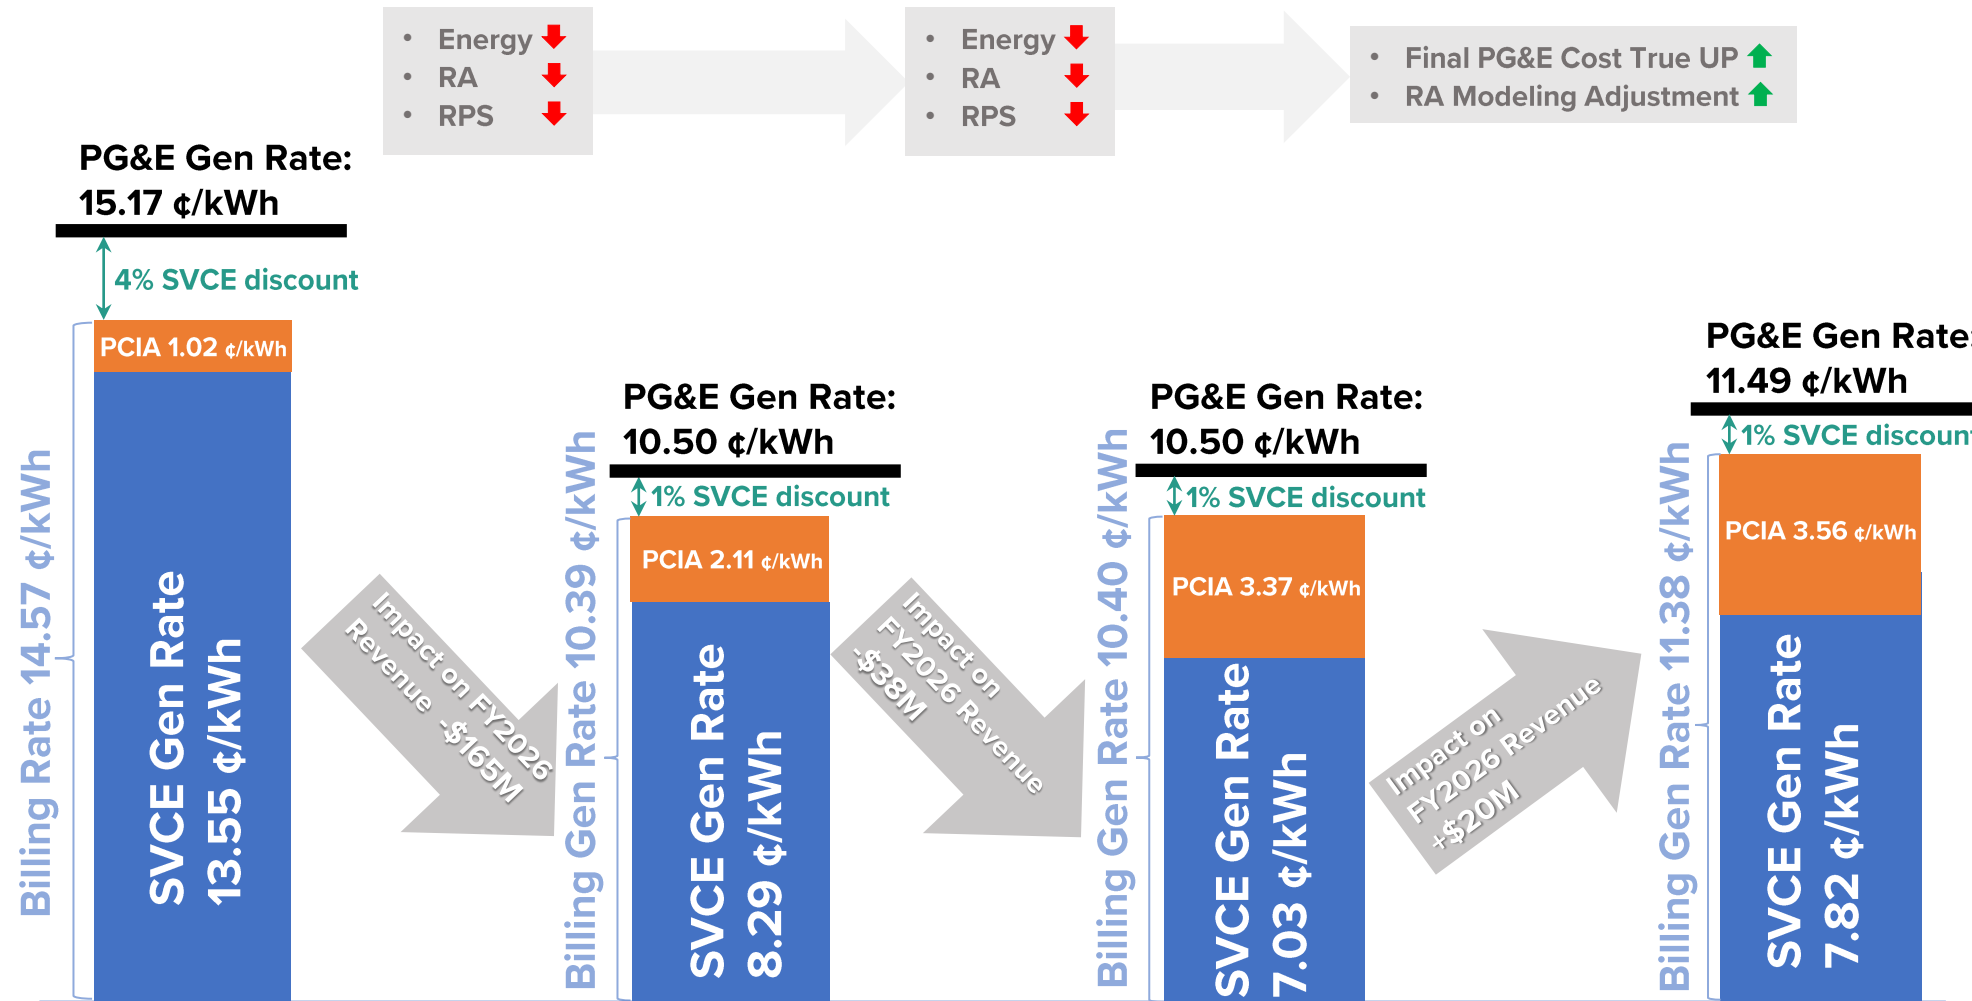 • Energy
• RA
• RPS
• Energy
• RA
• RPS
• Final PG&E Cost True UP
• RA Modeling Adjustment
PG&E Gen Rate:
15.17 ¢/kWh
4% SVCE discount
PCIA 1.02 ¢/kWh
Billing Rate 14.57 ¢/kWh
SVCE Gen Rate
13.55 ¢/kWh
Impact on FY2026
Revenue -$165M
PG&E Gen Rate:
10.50 ¢/kWh
1% SVCE discount
PCIA 2.11 ¢/kWh
Billing Gen Rate 10.39 ¢/kWh
SVCE Gen Rate
8.29 ¢/kWh
Impact on
FY2026 Revenue
-$38M
PG&E Gen Rate:
10.50 ¢/kWh
1% SVCE discount
PCIA 3.37 ¢/kWh
Billing Gen Rate 10.40 ¢/kWh
SVCE Gen Rate
7.03 ¢/kWh
Impact on
FY2026 Revenue
+$20M
PG&E Gen Rate:
11.49 ¢/kWh
1% SVCE discount
PCIA 3.56 ¢/kWh
Billing Gen Rate 11.38 ¢/kWh
SVCE Gen Rate
7.82 ¢/kWh